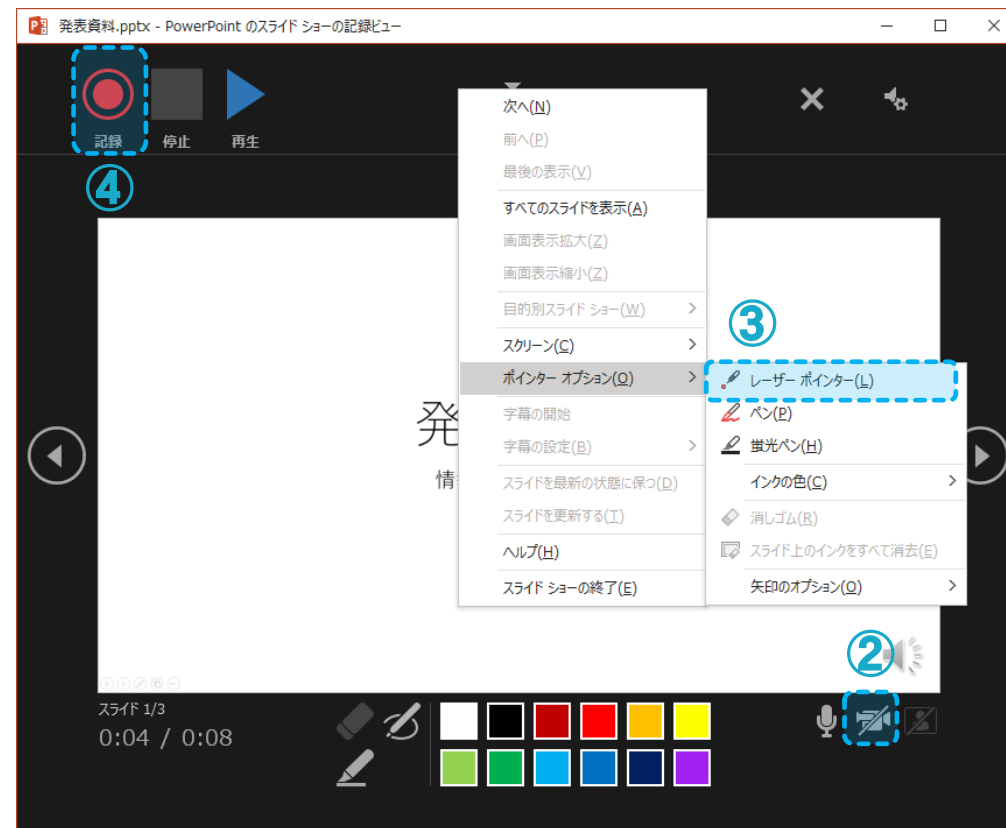 発表資料.pptx - PowerPoint のスライド ショーの記録ビュー
記録
停止
再生
④
次へ(N)
前へ(P)
最後の表示(V)
すべてのスライドを表示(A)
画面表示拡大(Z)
画面表示縮小(Z)
目的別スライド ショー(W)
スクリーン(C)
ポインター オプション(O)
字幕の開始
字幕の設定(B)
スライドを最新の状態に保つ(D)
スライドを更新する(T)
ヘルプ(H)
スライド ショーの終了(E)
③
レーザー ポインター(L)
ペン(P)
蛍光ペン(H)
インクの色(C)
消しゴム(R)
スライド上のインクをすべて消去(E)
矢印のオプション(O)
発
情
②
スライド 1/3
0:04 / 0:08